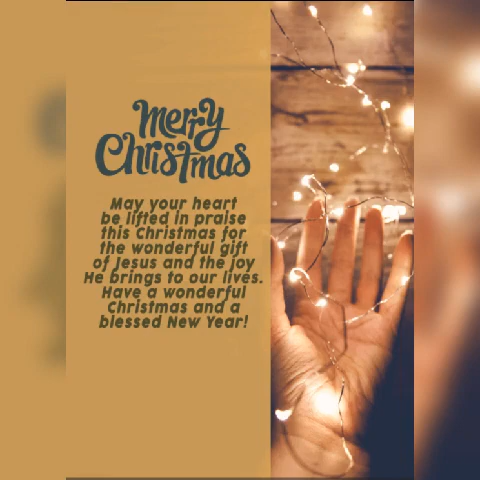 Merry
Christmas
May your heart
be lifted in praise
this Christmas for
the wonderful gift
of Jesus and the joy
He brings to our lives.
Have a wonderful
Christmas and a
blessed New Year!